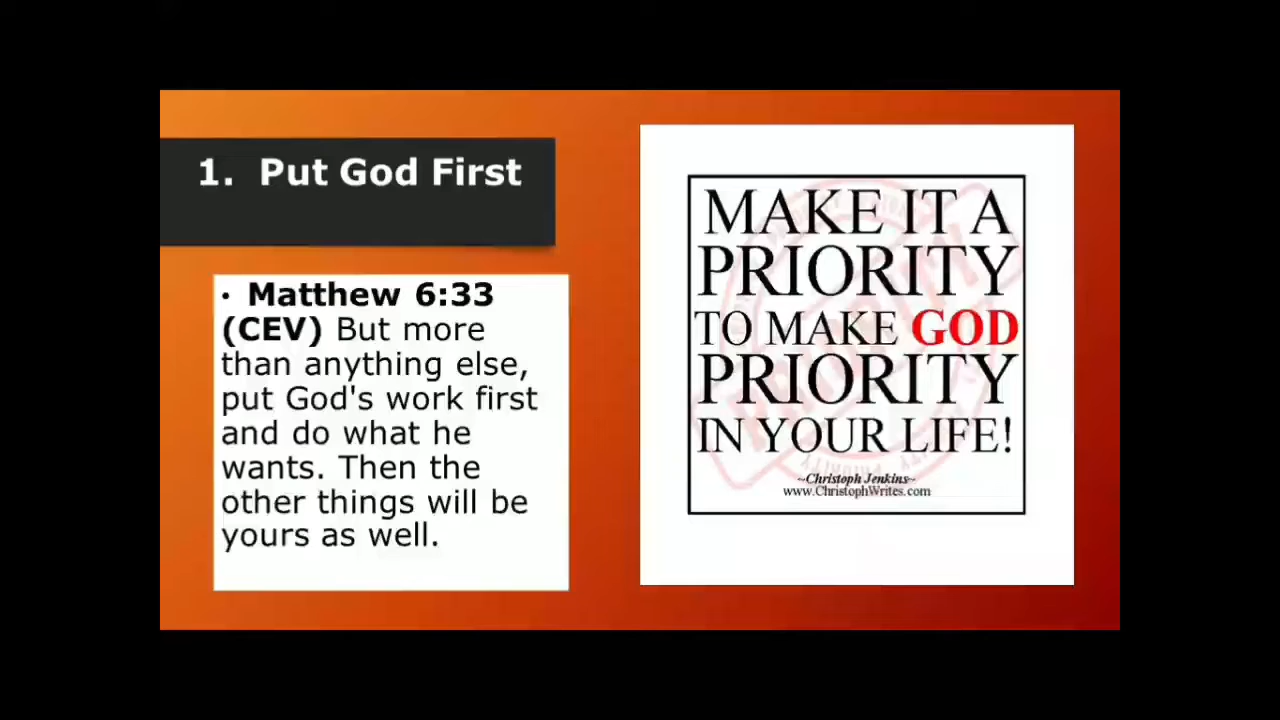 1. Put God First
• Matthew 6:33
(CEV) But more
than anything else,
put God's work first
and do what he
wants. Then the
other things will be
yours as well.
MAKE IT A
PRIORITY
TO MAKE GOD
PRIORITY
IN YOUR LIFE!
~Christoph Jenkins~
www.ChristophWrites.com